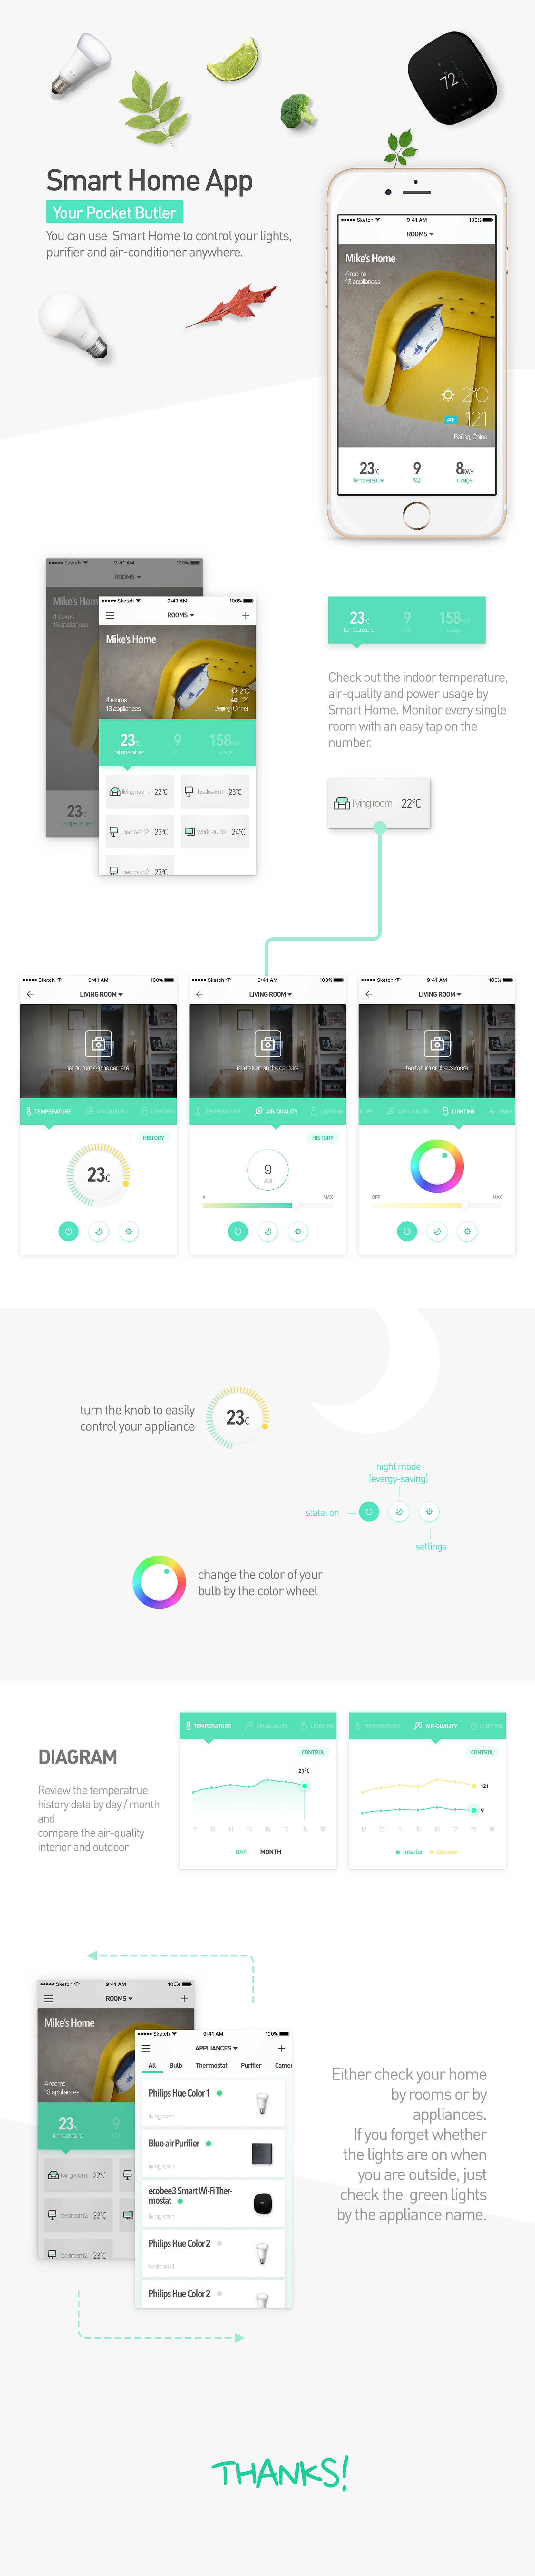 72
Smart Home App
Your Pocket Butler
You can use Smart Home to control your lights,
purifier and air-conditioner anywhere.
9:41 AM
100%
ROOMS
Mike's Home
4 rooms
13 appliances
2°C
AQI 121
Beijing, China
23°C
9
8KWH
temperature
AQI
usage
Sketch
9:41 AM
100%
ROOMS
Mike's Hom
4 rooms
13 appliances
23°C
temperature
Sketch
9:41 AM
100%
ROOMS
Mike's Home
2°C
4 rooms
AQI 121
13 appliances
Beijing, China
23°C
9
158
temperature
AQI
usage
living room 22°C
bedroom1 23°C
bedroom2 23°C
work studio 24°C
bedroom2 23°C
23°C
9
158
temperature
AQI
usage
Check out the indoor temperature,
air-quality and power usage by
Smart Home. Monitor every single
room with an easy tap on the
number.
living room 22°C
Sketch
9:41 AM
100%
LIVING ROOM
tap to turn on the camera
TEMPERATURE
AIR-QUALITY
LIGHTING
HISTORY
23C
Sketch
9:41 AM
100%
LIVING ROOM
tap to turn on the camera
TEMPERATURE
AIR-QUALITY
LIGHTING
HISTORY
9
AQI
MAX
Sketch
9:41 AM
100%
LIVING ROOM
tap to turn on the camera
AIR-QUALITY
LIGHTING
OFF
MAX
turn the knob to easily
control your appliance
23C
night mode
(evergy-saving)
state: on
settings
change the color of your
bulb by the color wheel
DIAGRAM
Review the temperatrue
history data by day / month
and
compare the air-quality
interior and outdoor
TEMPERATURE
AIR-QUALITY
LIGHTING
CONTROL
23°C
12 13 14 15 16 17 18 19
DAY
MONTH
TEMPERATURE
AIR-QUALITY
LIGHTING
CONTROL
121
9
12 13 14 15 16 17 18 19
Interior
Outdoor
Sketch
9:41 AM
100%
ROOMS
Mike's Home
4 rooms
13 appliances
23°C
9
temperature
AQI
living room 22°C
bedroom2 23°C
bedroom2 23°C
Sketch
9:41 AM
100%
APPLIANCES
All Bulb Thermostat Purifier Camer
Philips Hue Color 1
living room
Blue-air Purifier
living room
ecobee3 Smart Wi-Fi Ther-
mostat
living room
Philips Hue Color 2
bedroom 1
Philips Hue Color 2
Either check your home
by rooms or by
appliances.
If you forget whether
the lights are on when
you are outside, just
check the green lights
by the appliance name.
THANKS!